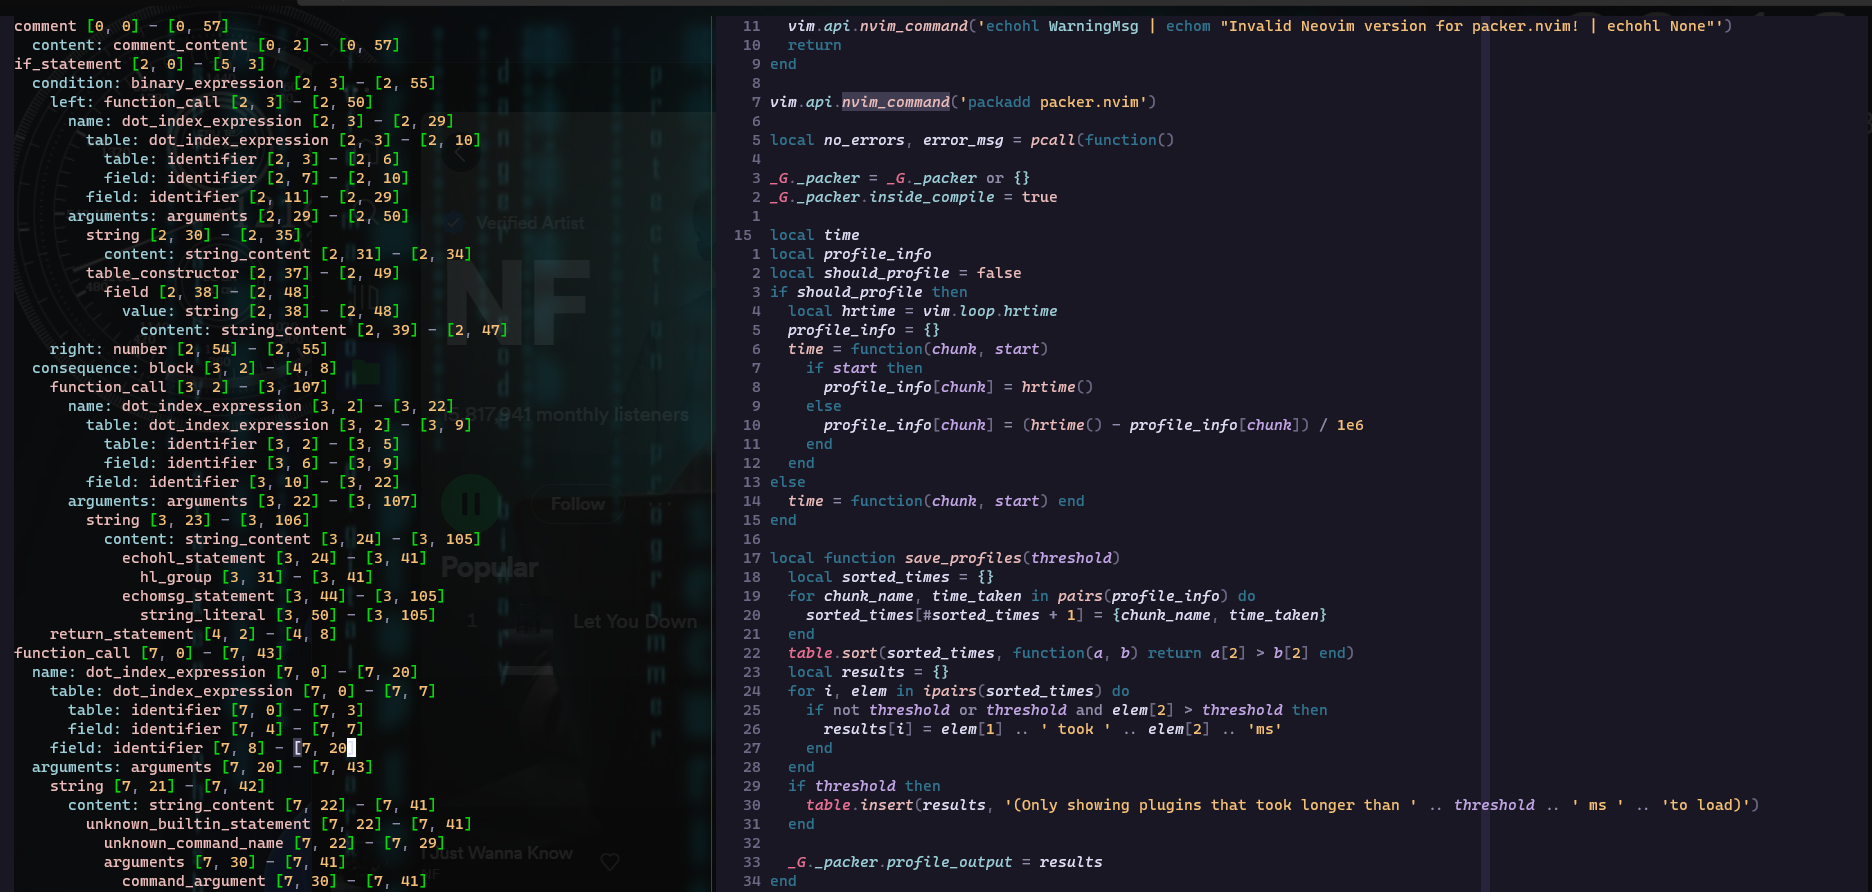 comment [0, 0] - [0, 57]
  content: comment_content [0, 2] - [0, 57]
if_statement [2, 0] - [5, 3]
  condition: binary_expression [2, 3] - [2, 55]
    left: function_call [2, 3] - [2, 50]
      name: dot_index_expression [2, 3] - [2, 29]
        table: dot_index_expression [2, 3] - [2, 10]
          table: identifier [2, 3] - [2, 6]
          field: identifier [2, 7] - [2, 10]
        field: identifier [2, 11] - [2, 29]
      arguments: arguments [2, 29] - [2, 50]
        string [2, 30] - [2, 35]
          content: string_content [2, 31] - [2, 34]
        table_constructor [2, 37] - [2, 49]
          field [2, 38] - [2, 48]
            value: string [2, 38] - [2, 48]
              content: string_content [2, 39] - [2, 47]
    right: number [2, 54] - [2, 55]
  consequence: block [3, 2] - [4, 8]
    function_call [3, 2] - [3, 107]
      name: dot_index_expression [3, 2] - [3, 22]
        table: dot_index_expression [3, 2] - [3, 9]
          table: identifier [3, 2] - [3, 5]
          field: identifier [3, 6] - [3, 9]
        field: identifier [3, 10] - [3, 22]
      arguments: arguments [3, 22] - [3, 107]
        string [3, 23] - [3, 106]
          content: string_content [3, 24] - [3, 105]
            echohl_statement [3, 24] - [3, 41]
              hl_group [3, 31] - [3, 41]
            echomsg_statement [3, 44] - [3, 105]
              string_literal [3, 50] - [3, 105]
    return_statement [4, 2] - [4, 8]
function_call [7, 0] - [7, 43]
  name: dot_index_expression [7, 0] - [7, 20]
    table: dot_index_expression [7, 0] - [7, 7]
      table: identifier [7, 0] - [7, 3]
      field: identifier [7, 4] - [7, 7]
    field: identifier [7, 8] - [7, 20]
  arguments: arguments [7, 20] - [7, 43]
    string [7, 21] - [7, 42]
      content: string_content [7, 22] - [7, 41]
        unknown_builtin_statement [7, 22] - [7, 41]
          unknown_command_name [7, 22] - [7, 29]
          arguments [7, 30] - [7, 41]
            command_argument [7, 30] - [7, 41]
Verified Artist
NF
15,817,941 monthly listeners
Follow
Popular
1
Let You Down
I Just Wanna Know
NF
11   vim.api.nvim_command('echohl WarningMsg | echom "Invalid Neovim version for packer.nvim! | echohl None"')
10   return
9 end
8
7 vim.api.nvim_command('packadd packer.nvim')
6
5 local no_errors, error_msg = pcall(function()
4
3 _G._packer = _G._packer or {}
2 _G._packer.inside_compile = true
1
15 local time
1 local profile_info
2 local should_profile = false
3 if should_profile then
4   local hrtime = vim.loop.hrtime
5   profile_info = {}
6   time = function(chunk, start)
7     if start then
8       profile_info[chunk] = hrtime()
9     else
10       profile_info[chunk] = (hrtime() - profile_info[chunk]) / 1e6
11     end
12   end
13 else
14   time = function(chunk, start) end
15 end
16
17 local function save_profiles(threshold)
18   local sorted_times = {}
19   for chunk_name, time_taken in pairs(profile_info) do
20     sorted_times[#sorted_times + 1] = {chunk_name, time_taken}
21   end
22   table.sort(sorted_times, function(a, b) return a[2] > b[2] end)
23   local results = {}
24   for i, elem in ipairs(sorted_times) do
25     if not threshold or threshold and elem[2] > threshold then
26       results[i] = elem[1] .. ' took ' .. elem[2] .. 'ms'
27     end
28   end
29   if threshold then
30     table.insert(results, '(Only showing plugins that took longer than ' .. threshold .. ' ms ' .. 'to load)')
31   end
32
33   _G._packer.profile_output = results
34 end